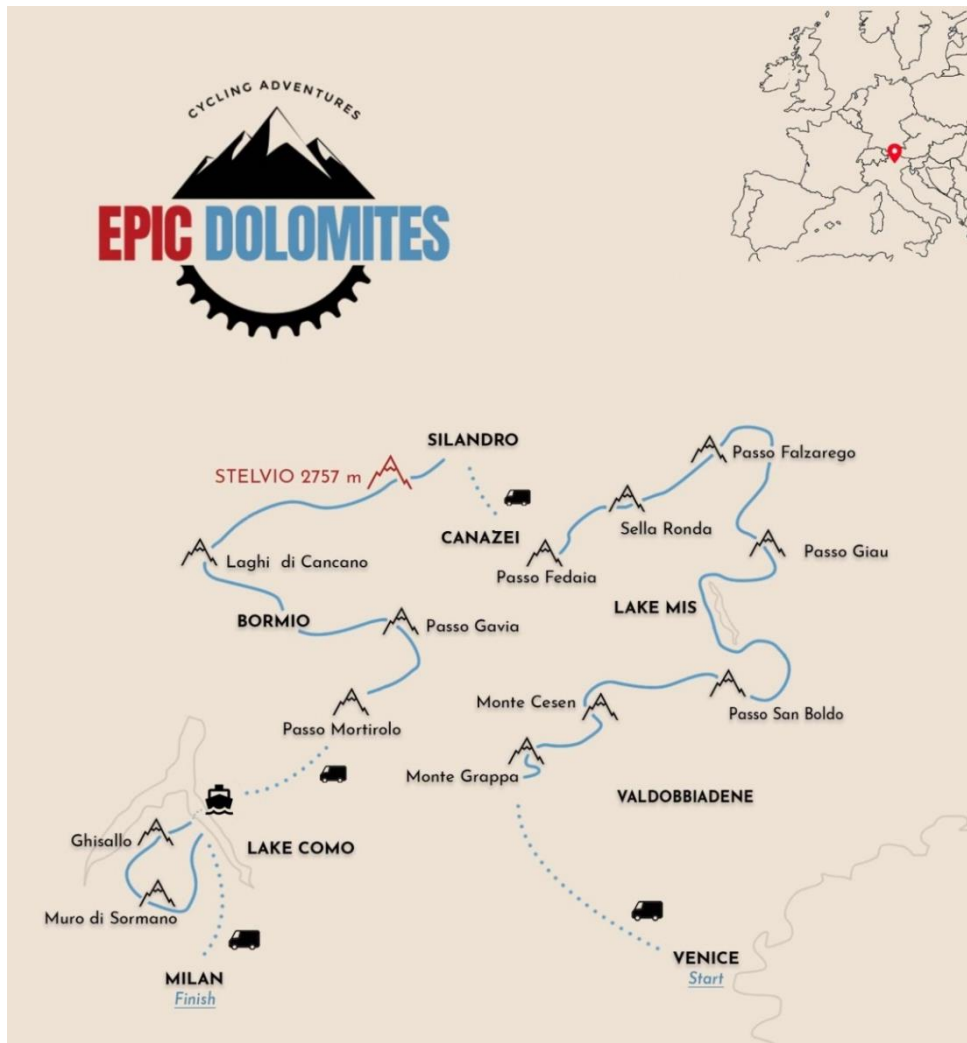 CYCLING ADVENTURES
EPIC DOLOMITES
SILANDRO
STELVIO 2757 m
Passo Falzarego
CANAZEI
Sella Ronda
Passo Giau
Laghi di Cancano
Passo Fedaia
LAKE MIS
BORMIO
Passo Gavia
Monte Cesen
Passo San Boldo
Passo Mortirolo
Monte Grappa
VALDOBBIADENE
Ghisallo
LAKE COMO
Muro di Sormano
VENICE
Start
MILAN
Finish